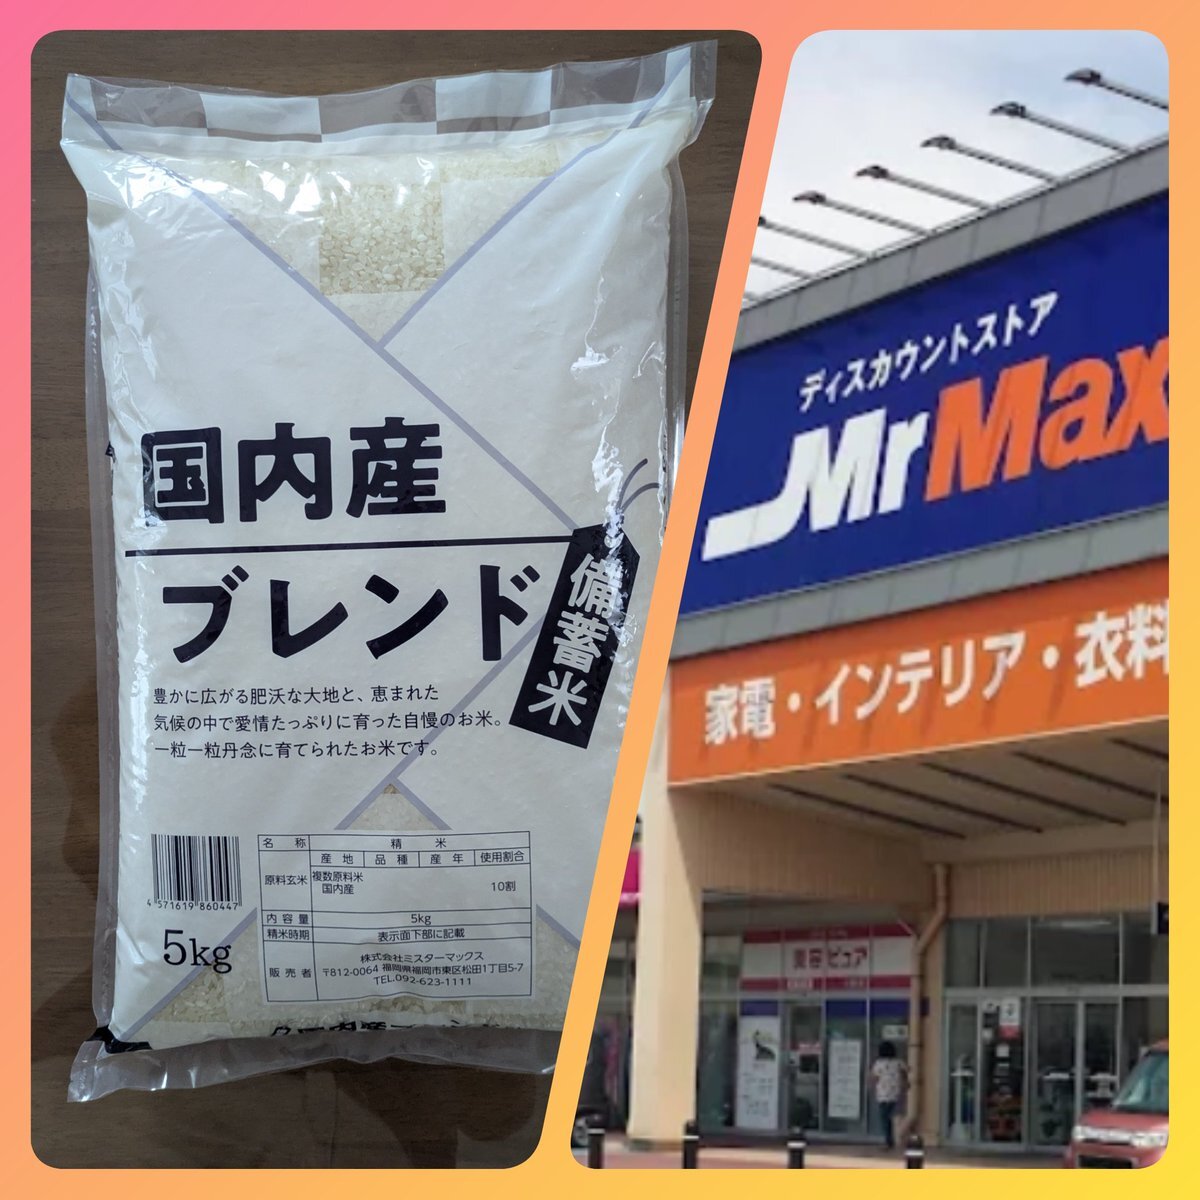 国内産
ブレンド
備蓄米
豊かに広がる肥沃な大地と、恵まれた
気候の中で愛情たっぷりに育った自慢のお米。
一粒一粒丹念に育てられたお米です。
4 571619 860447
5kg
名 称 精 米
原料玄米 産 地 品 種 産 年 使用割合
複数原料米
国内産 10割
内 容 量 5kg
精米時期 表示面下部に記載
販 売 者 株式会社ミスターマックス
〒812-0064 福岡県福岡市東区松田1丁目5-7
TEL.092-623-1111
ディスカウントストア
MrMax
家電・インテリア・衣料
ピュア